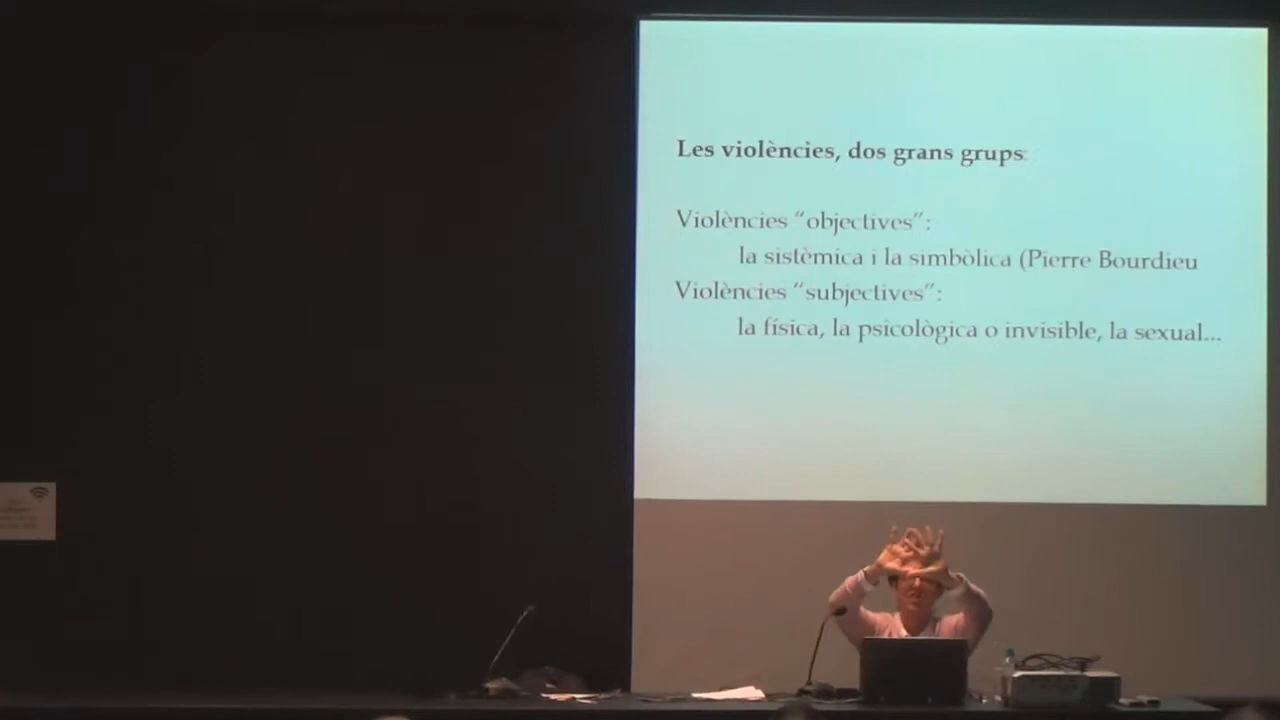 Les violències, dos grans grups
Violències “objectives”:
la sistèmica i la simbòlica (Pierre Bourdieu
Violències “subjectives”:
la física, la psicològica o invisible, la sexual...